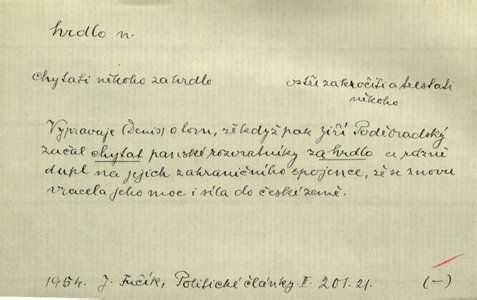 hrdlo n.
chytati někoho za hrdlo
ostře zakročiti a trestati
někoho
Vypravuje (Denis) o tom, že když pak Jiří Poděbradský
začal chytat panské rozvratníky za hrdlo a rázně
dupl na jejich zahraničního spojence, že se znovu
vracela jeho moc i síla do české země.
1954. J. Fučík, Politické články II. 201.21. (–)